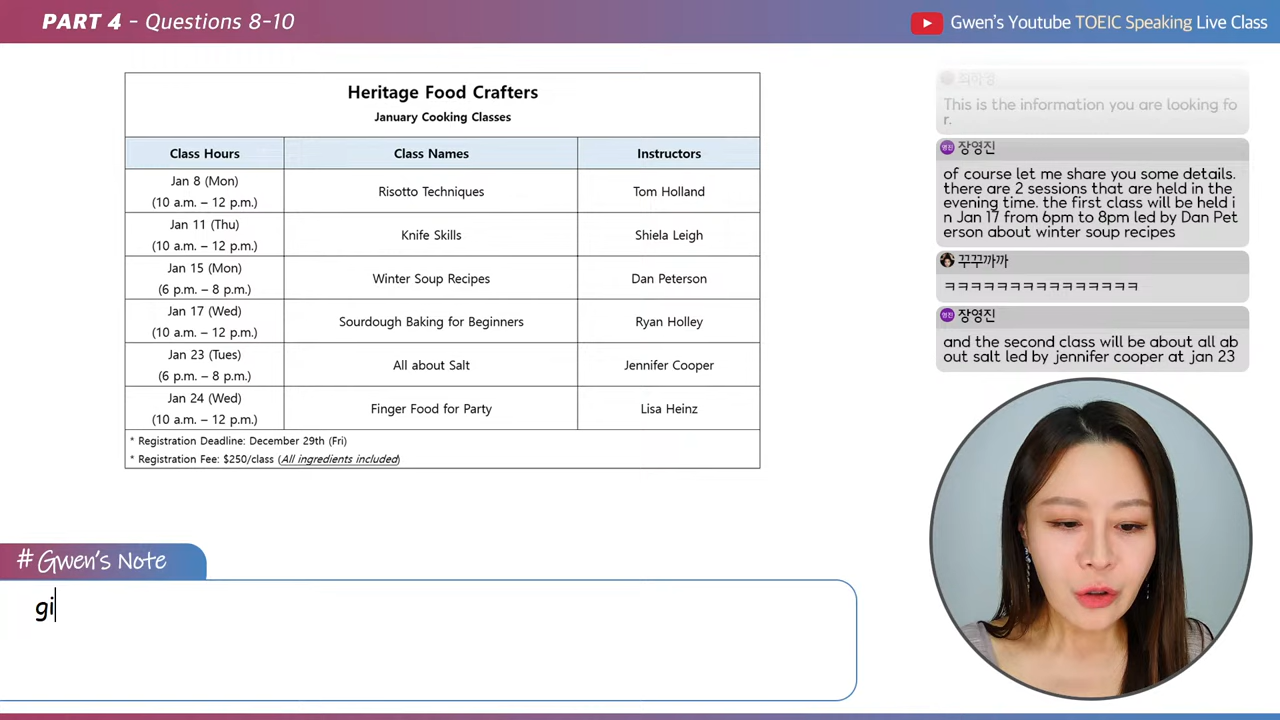 PART 4 - Questions 8-10
Gwen's Youtube TOEIC Speaking Live Class
Heritage Food Crafters
January Cooking Classes
Class Hours Class Names Instructors
Jan 8 (Mon)
(10 a.m. – 12 p.m.)
Risotto Techniques
Tom Holland
Jan 11 (Thu)
(10 a.m. – 12 p.m.)
Knife Skills
Shiela Leigh
Jan 15 (Mon)
(6 p.m. – 8 p.m.)
Winter Soup Recipes
Dan Peterson
Jan 17 (Wed)
(10 a.m. – 12 p.m.)
Sourdough Baking for Beginners
Ryan Holley
Jan 23 (Tues)
(6 p.m. – 8 p.m.)
All about Salt
Jennifer Cooper
Jan 24 (Wed)
(10 a.m. – 12 p.m.)
Finger Food for Party
Lisa Heinz
* Registration Deadline: December 29th (Fri)
* Registration Fee: $250/class (All ingredients included)
This is the information you are looking fo
r.
영진 장영진
of course let me share you some details.
there are 2 sessions that are held in the
evening time. the first class will be held i
n Jan 17 from 6pm to 8pm led by Dan Pet
erson about winter soup recipes
꾸꾸까까
ㅋㅋㅋㅋㅋㅋㅋㅋㅋㅋㅋㅋㅋㅋㅋ
영진 장영진
and the second class will be about all ab
out salt led by jennifer cooper at jan 23
# Gwen's Note
gi